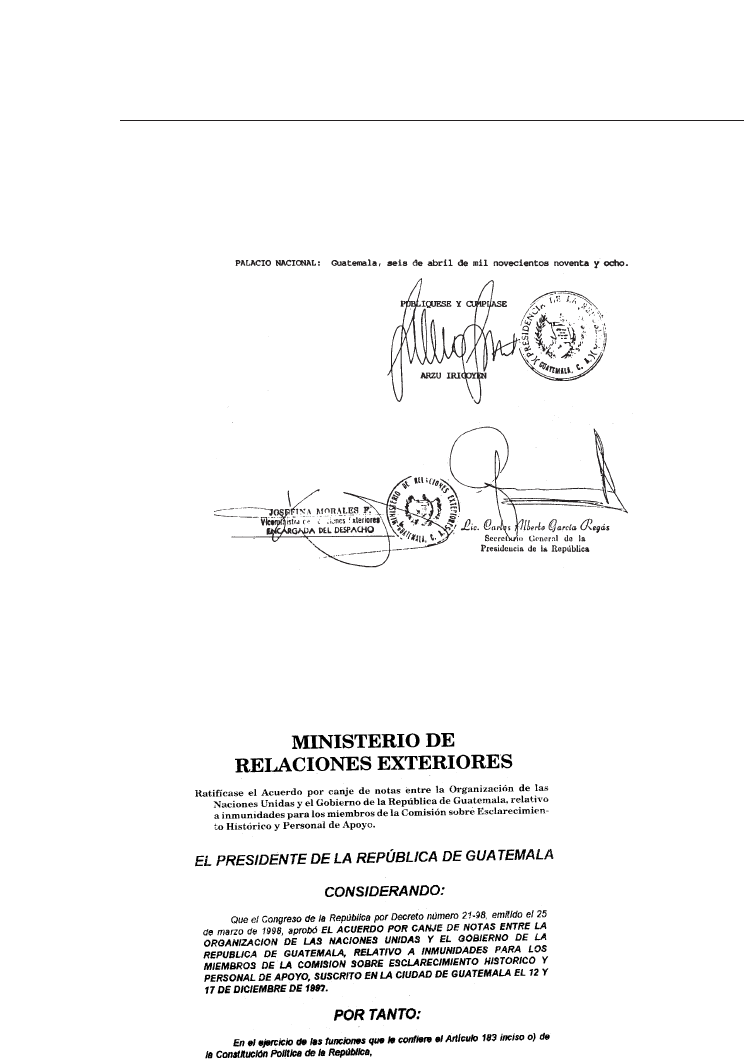 PALACIO NACIONAL: Guatemala, seis de abril de mil novecientos noventa y ocho.
PUBLIQUESE Y CUMPLASE
PRESIDENCIA DE LA REPUBLICA
GUATEMALA, C. A.
ARZU IRIGOYEN
MINISTERIO DE RELACIONES EXTERIORES
GUATEMALA, C. A.
JOSEFINA MORALES P.
Viceministra de Relaciones Exteriores
ENCARGADA DEL DESPACHO
Lic. Carlos Alberto García Regás
Secretario General de la
Presidencia de la República
MINISTERIO DE
RELACIONES EXTERIORES
Ratifícase el Acuerdo por canje de notas entre la Organización de las
Naciones Unidas y el Gobierno de la República de Guatemala, relativo
a inmunidades para los miembros de la Comisión sobre Esclarecimien-
to Histórico y Personal de Apoyo.
EL PRESIDENTE DE LA REPÚBLICA DE GUATEMALA
CONSIDERANDO:
Que el Congreso de la República por Decreto número 21-98, emitido el 25
de marzo de 1998, aprobó EL ACUERDO POR CANJE DE NOTAS ENTRE LA
ORGANIZACION DE LAS NACIONES UNIDAS Y EL GOBIERNO DE LA
REPUBLICA DE GUATEMALA, RELATIVO A INMUNIDADES PARA LOS
MIEMBROS DE LA COMISION SOBRE ESCLARECIMIENTO HISTORICO Y
PERSONAL DE APOYO, SUSCRITO EN LA CIUDAD DE GUATEMALA EL 12 Y
17 DE DICIEMBRE DE 1997.
POR TANTO:
En el ejercicio de las funciones que le confiere el Artículo 183 inciso o) de
la Constitución Política de la República,